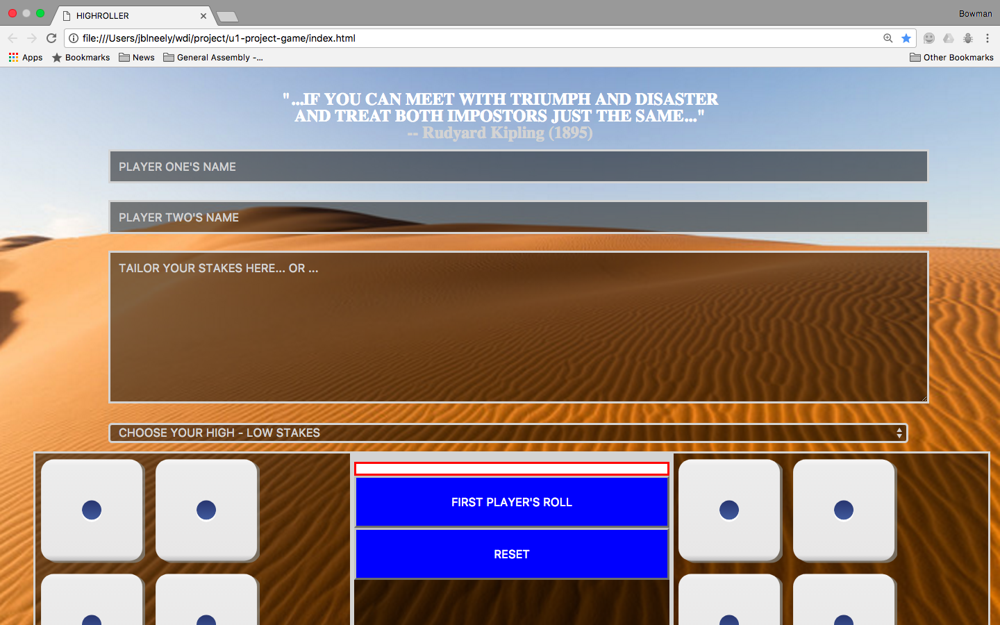 HIGHROLLER
Bowman
file:///Users/jblneely/wdi/project/u1-project-game/index.html
Apps Bookmarks News General Assembly -... Other Bookmarks
"...IF YOU CAN MEET WITH TRIUMPH AND DISASTER
AND TREAT BOTH IMPOSTORS JUST THE SAME..."
-- Rudyard Kipling (1895)
PLAYER ONE'S NAME
PLAYER TWO'S NAME
TAILOR YOUR STAKES HERE... OR ...
CHOOSE YOUR HIGH - LOW STAKES
FIRST PLAYER'S ROLL
RESET